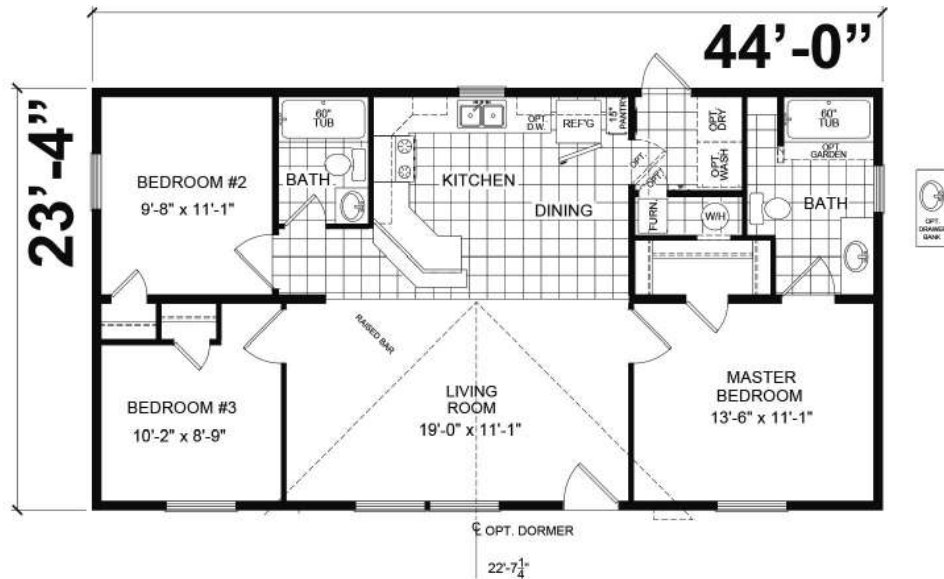 44’-0”
23’-4”
60"
TUB
BATH
BEDROOM #2
9'-8" x 11'-1"
KITCHEN
DINING
OPT.
D.W.
REF'G
15"
PANTRY
OPT.
OPT.
OPT. DRY
OPT. WASH
FURN.
W/H
60"
TUB
OPT
GARDEN
BATH
OPT.
DRAWER
BANK
RAISED BAR
BEDROOM #3
10'-2" x 8'-9"
LIVING
ROOM
19'-0" x 11'-1"
MASTER
BEDROOM
13'-6" x 11'-1"
℄ OPT. DORMER
22'-7 1/4"